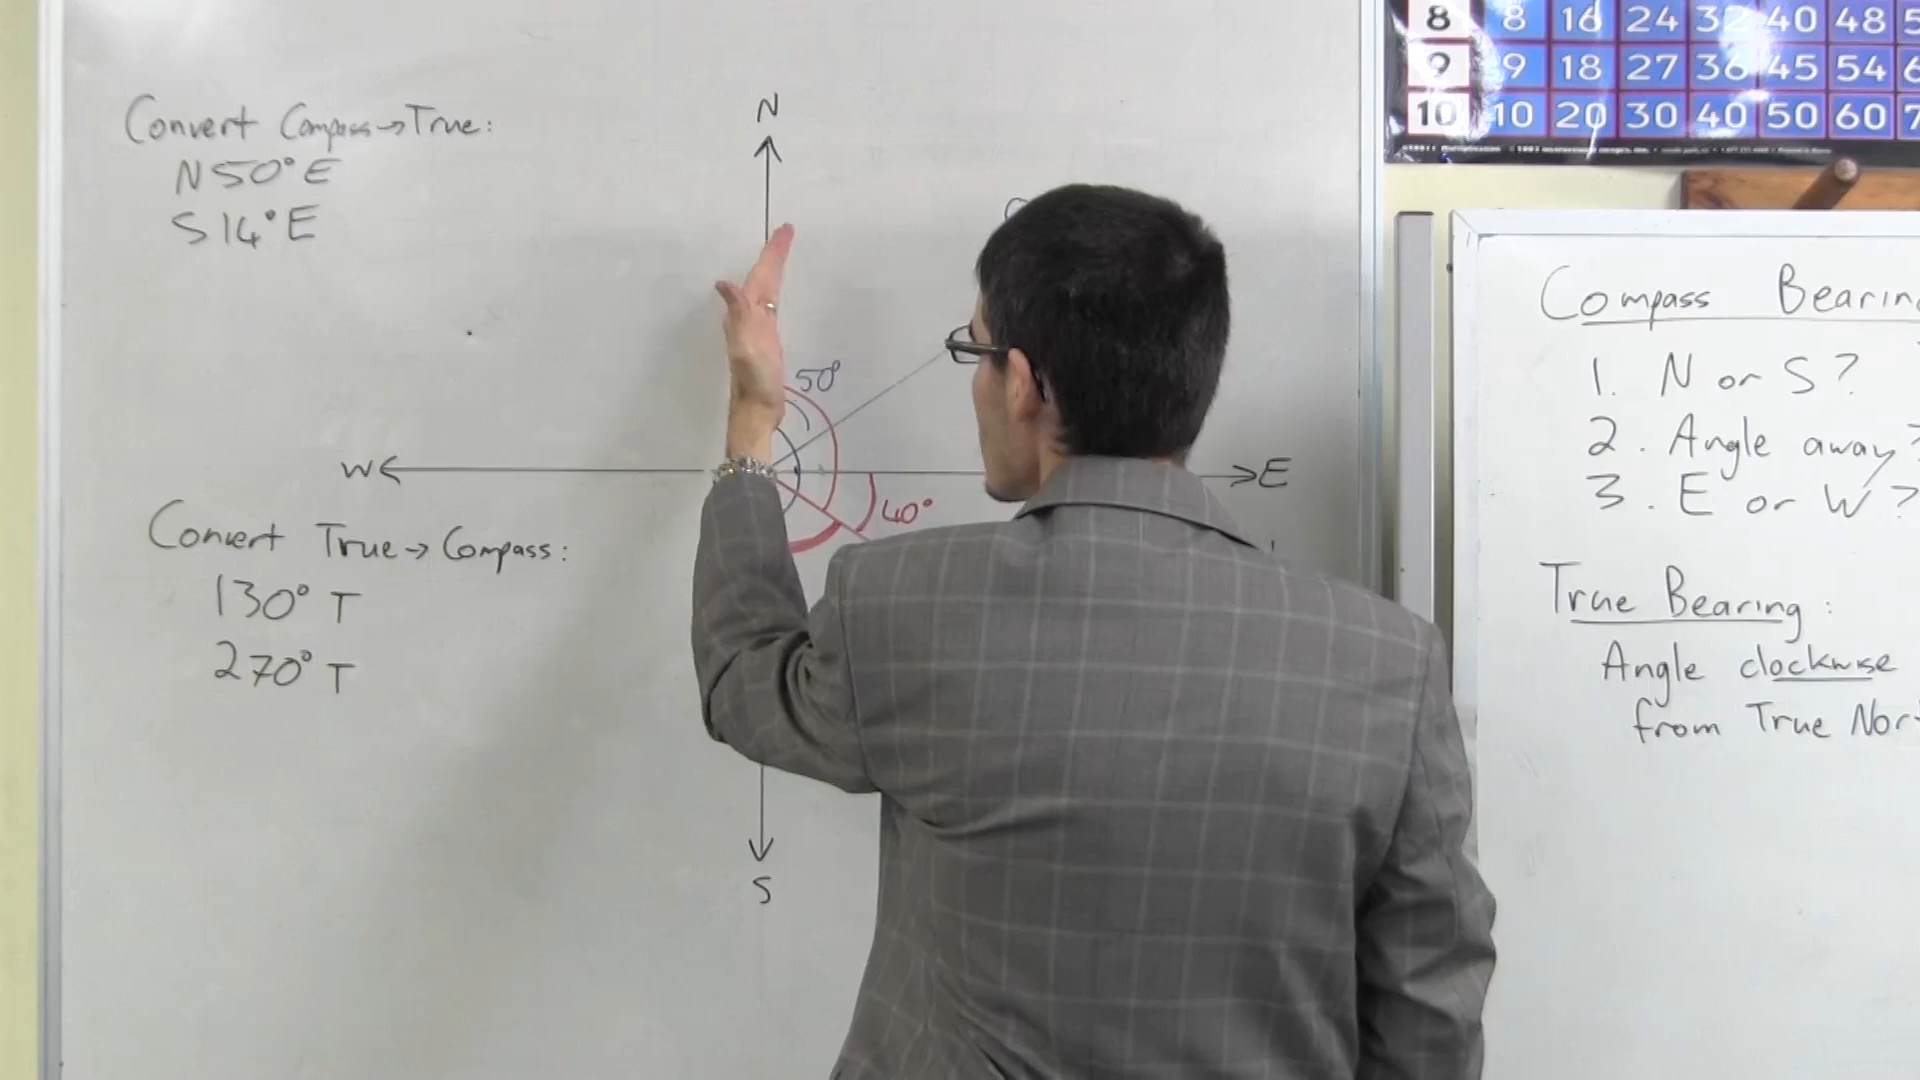 Convert Compass→True:
N50°E
S14°E
Convert True→Compass:
130° T
270° T
N
50°
W
E
40°
S
8 8 16 24 32 40 48
9 9 18 27 36 45 54
10 10 20 30 40 50 60
Compass
1. N or S?
2. Angle away?
3. E or W?
True Bearing:
Angle clockwise
from True